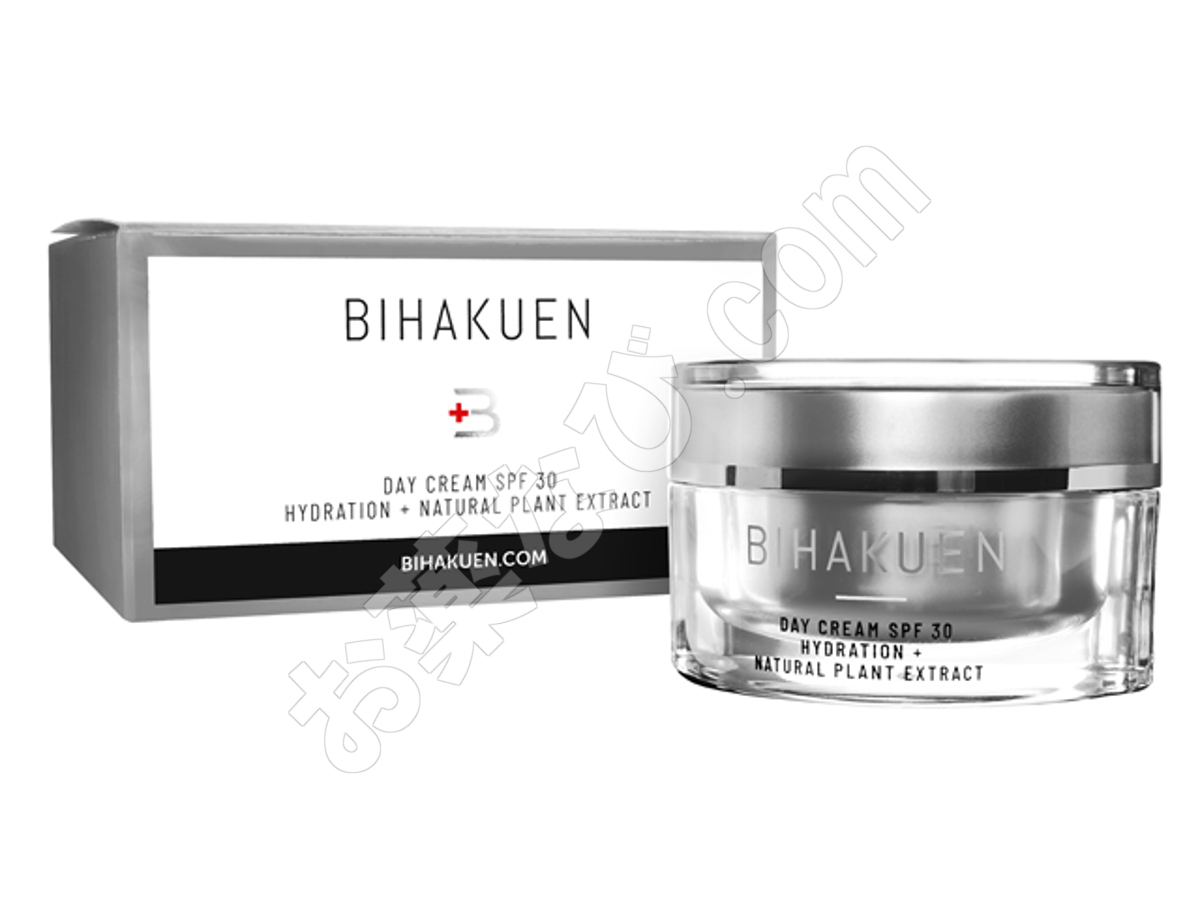 BIHAKUEN
+B
DAY CREAM SPF 30
HYDRATION + NATURAL PLANT EXTRACT
BIHAKUEN.COM
BIHAKUEN
DAY CREAM SPF 30
HYDRATION +
NATURAL PLANT EXTRACT
お薬なび.com